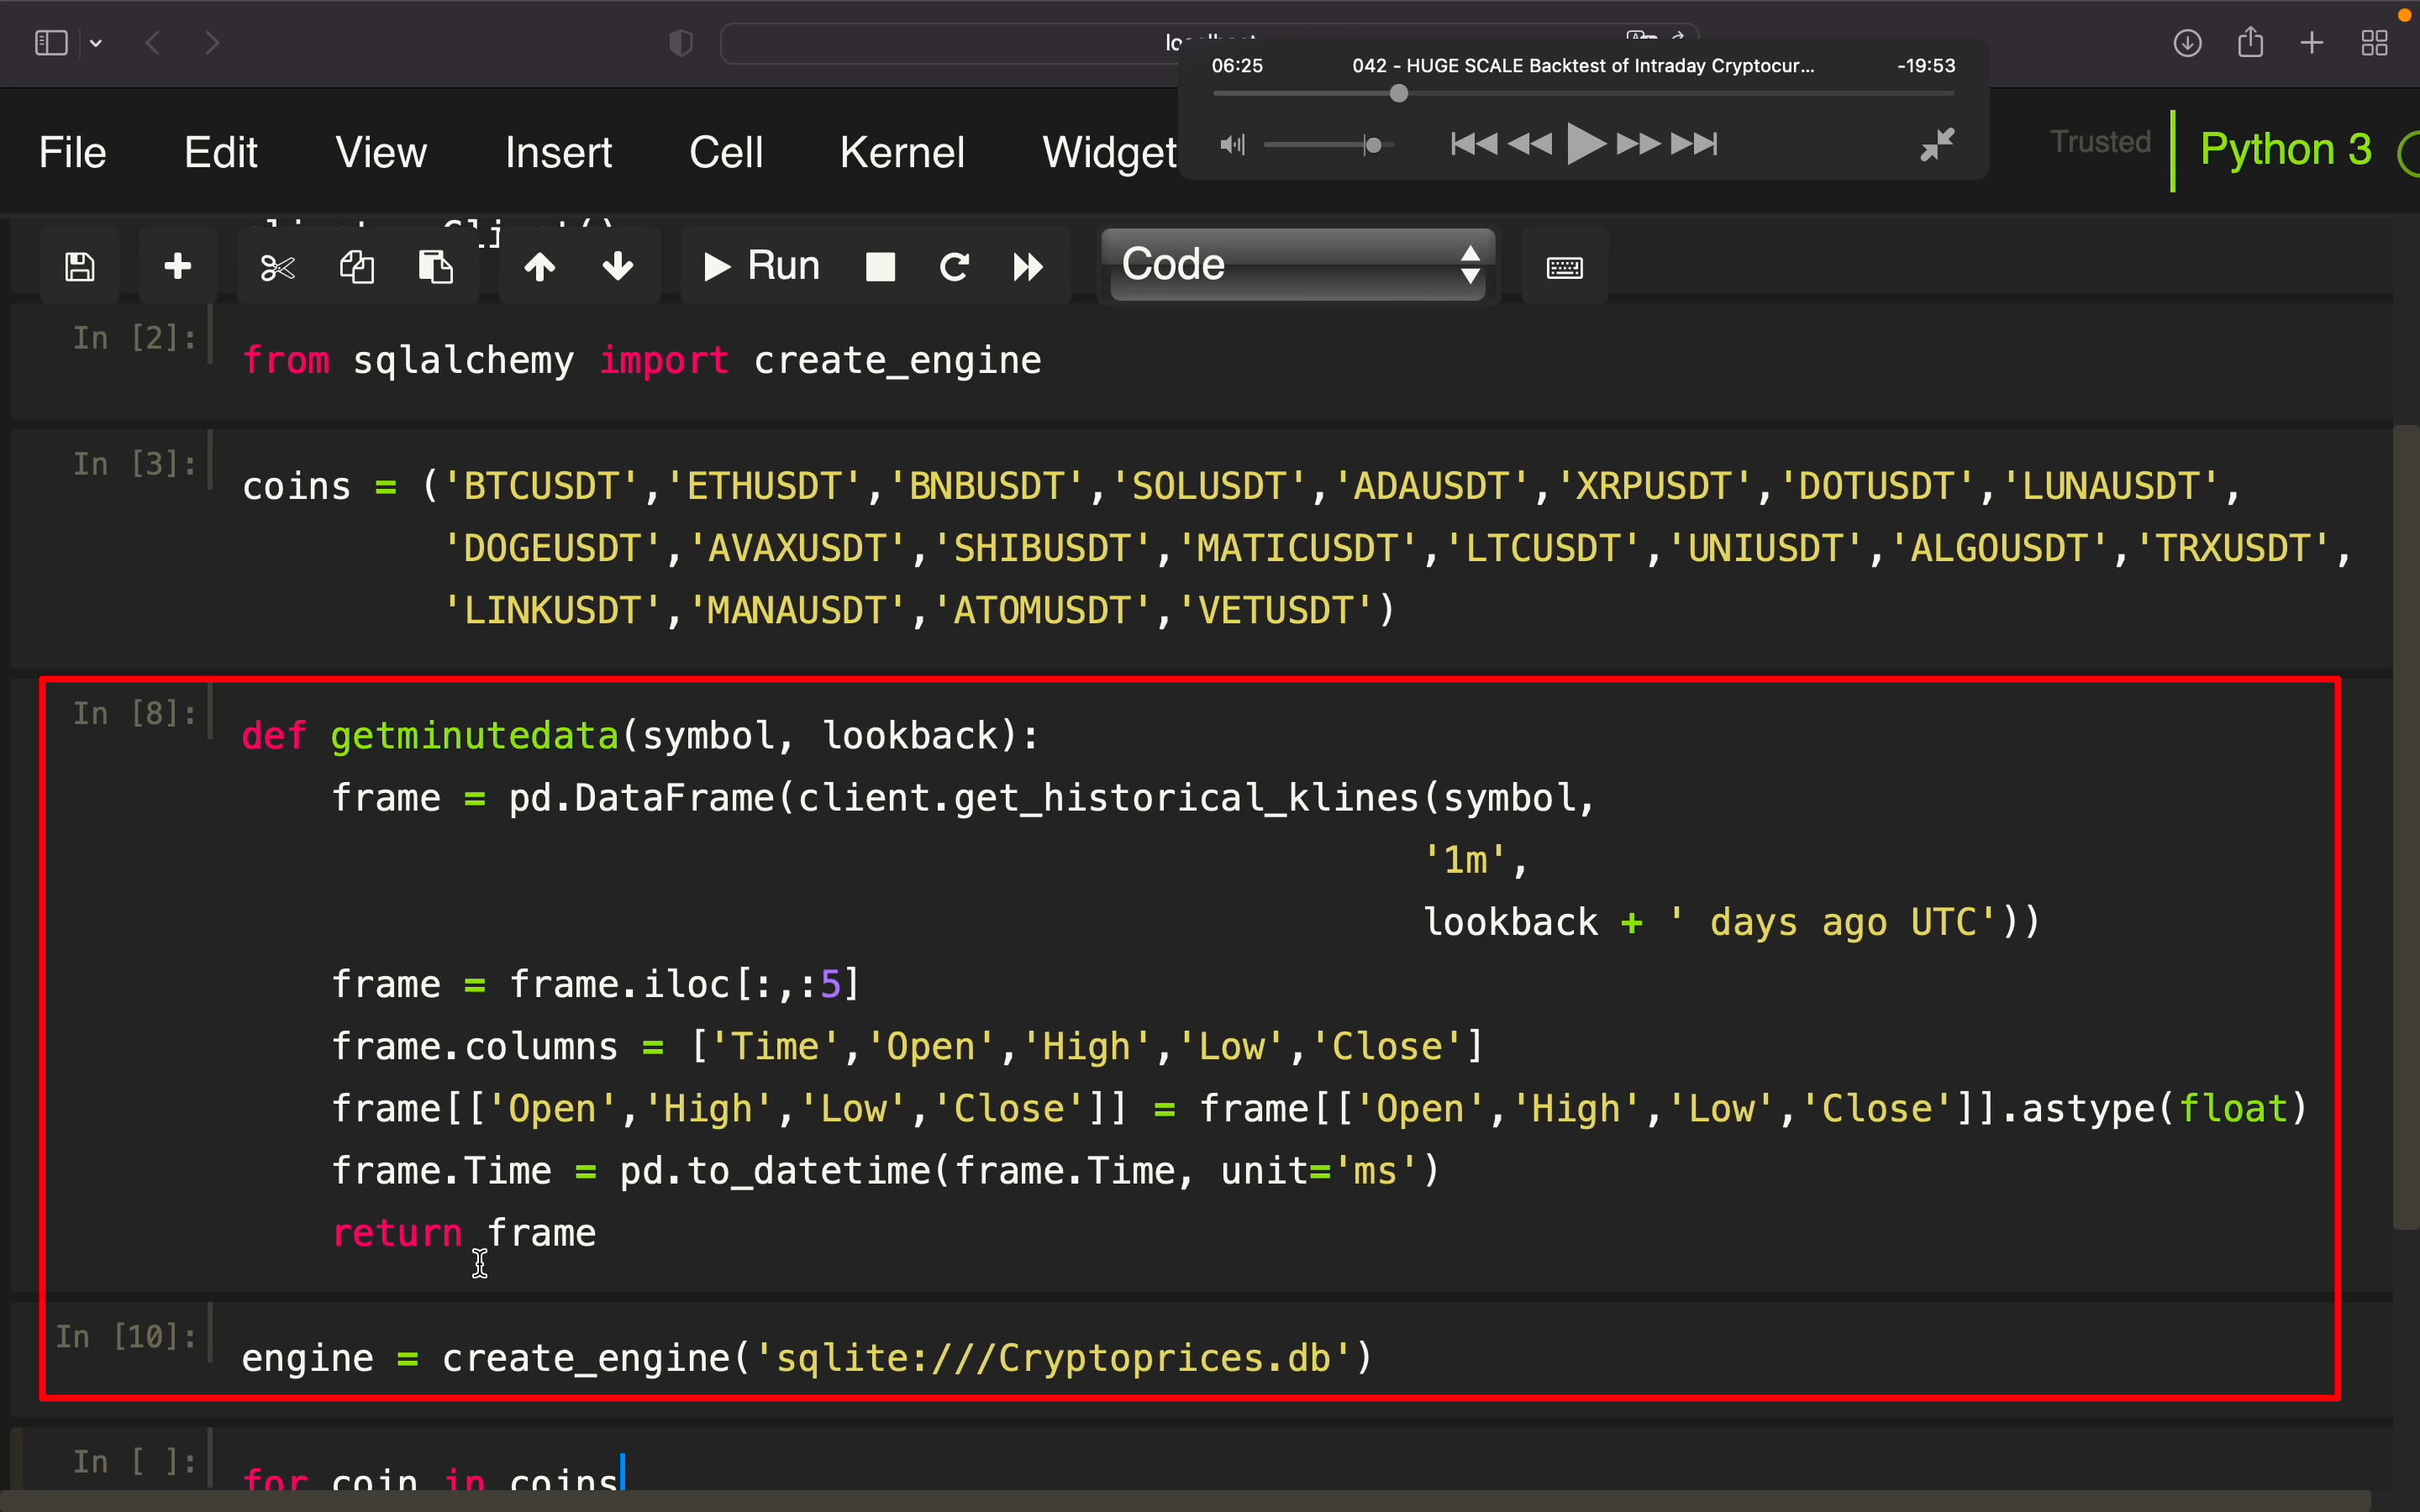 06:25 042 - HUGE SCALE Backtest of Intraday Cryptocur... -19:53
File Edit View Insert Cell Kernel Widget Trusted Python 3
Run Code
In [2]: from sqlalchemy import create_engine
In [3]: coins = ('BTCUSDT','ETHUSDT','BNBUSDT','SOLUSDT','ADAUSDT','XRPUSDT','DOTUSDT','LUNAUSDT',
'DOGEUSDT','AVAXUSDT','SHIBUSDT','MATICUSDT','LTCUSDT','UNIUSDT','ALGOUSDT','TRXUSDT',
'LINKUSDT','MANAUSDT','ATOMUSDT','VETUSDT')
In [8]: def getminutedata(symbol, lookback):
frame = pd.DataFrame(client.get_historical_klines(symbol,
'1m',
lookback + ' days ago UTC'))
frame = frame.iloc[:,:5]
frame.columns = ['Time','Open','High','Low','Close']
frame[['Open','High','Low','Close']] = frame[['Open','High','Low','Close']].astype(float)
frame.Time = pd.to_datetime(frame.Time, unit='ms')
return frame
In [10]: engine = create_engine('sqlite:///Cryptoprices.db')
In [ ]: for coin in coins